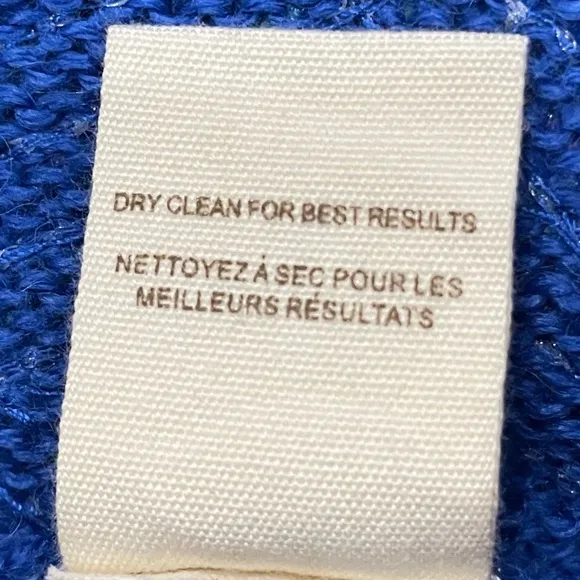 DRY CLEAN FOR BEST RESULTS
NETTOYEZ À SEC POUR LES
MEILLEURS RÉSULTATS